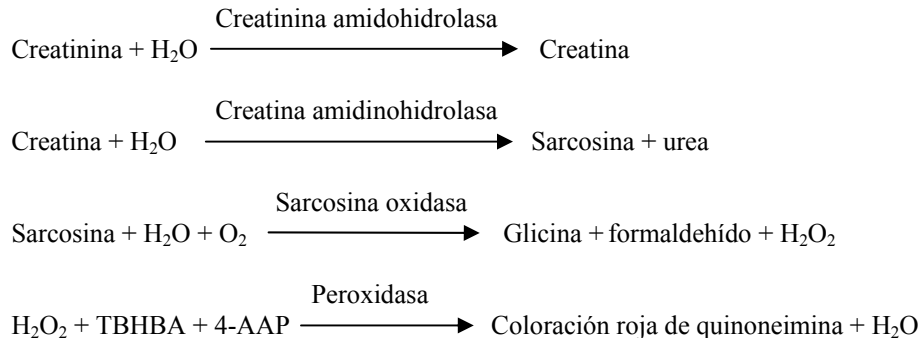 Creatinina amidohidrolasa
Creatinina + H₂O Creatina
Creatina amidinohidrolasa
Creatina + H₂O Sarcosina + urea
Sarcosina oxidasa
Sarcosina + H₂O + O₂ Glicina + formaldehído + H₂O₂
Peroxidasa
H₂O₂ + TBHBA + 4-AAP Coloración roja de quinoneimina + H₂O